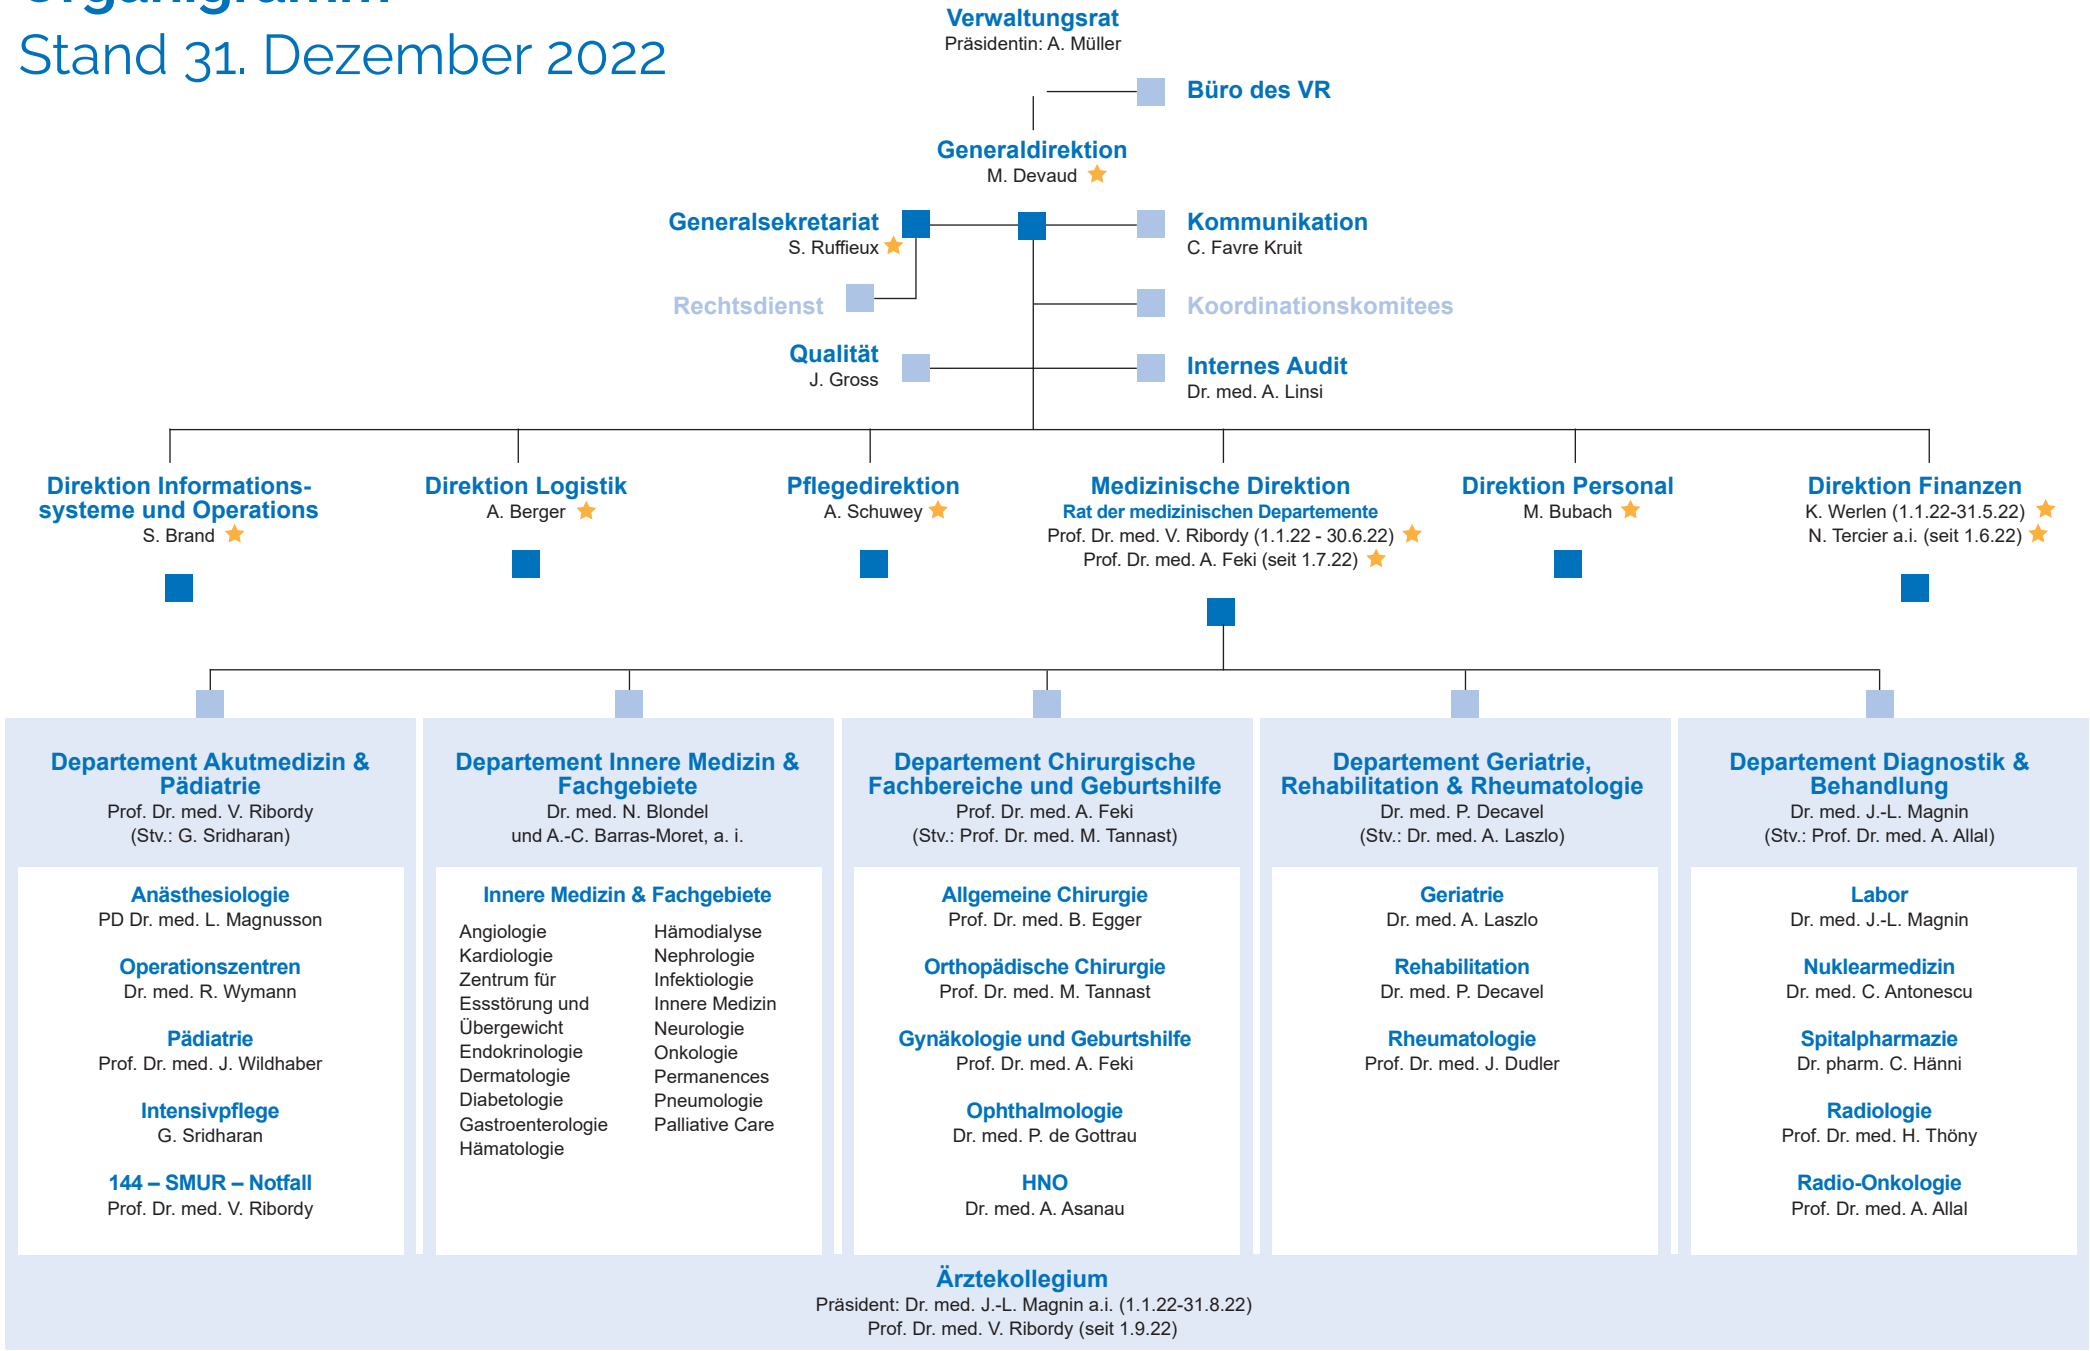 Organigramm
Stand 31. Dezember 2022
Verwaltungsrat
Präsidentin: A. Müller
Büro des VR
Generaldirektion
M. Devaud
Generalsekretariat
S. Ruffieux
Kommunikation
C. Favre Kruit
Rechtsdienst
Koordinationskomitees
Qualität
J. Gross
Internes Audit
Dr. med. A. Linsi
Direktion Informations-
systeme und Operations
S. Brand
Direktion Logistik
A. Berger
Pflegedirektion
A. Schuwey
Medizinische Direktion
Rat der medizinischen Departemente
Prof. Dr. med. V. Ribordy (1.1.22 - 30.6.22)
Prof. Dr. med. A. Feki (seit 1.7.22)
Direktion Personal
M. Bubach
Direktion Finanzen
K. Werlen (1.1.22-31.5.22)
N. Tercier a.i. (seit 1.6.22)
Departement Akutmedizin &
Pädiatrie
Prof. Dr. med. V. Ribordy
(Stv.: G. Sridharan)
Anästhesiologie
PD Dr. med. L. Magnusson
Operationszentren
Dr. med. R. Wymann
Pädiatrie
Prof. Dr. med. J. Wildhaber
Intensivpflege
G. Sridharan
144 – SMUR – Notfall
Prof. Dr. med. V. Ribordy
Departement Innere Medizin &
Fachgebiete
Dr. med. N. Blondel
und A.-C. Barras-Moret, a. i.
Innere Medizin & Fachgebiete
Angiologie
Kardiologie
Zentrum für
Essstörung und
Übergewicht
Endokrinologie
Dermatologie
Diabetologie
Gastroenterologie
Hämatologie
Hämodialyse
Nephrologie
Infektiologie
Innere Medizin
Neurologie
Onkologie
Permanences
Pneumologie
Palliative Care
Departement Chirurgische
Fachbereiche und Geburtshilfe
Prof. Dr. med. A. Feki
(Stv.: Prof. Dr. med. M. Tannast)
Allgemeine Chirurgie
Prof. Dr. med. B. Egger
Orthopädische Chirurgie
Prof. Dr. med. M. Tannast
Gynäkologie und Geburtshilfe
Prof. Dr. med. A. Feki
Ophthalmologie
Dr. med. P. de Gottrau
HNO
Dr. med. A. Asanau
Departement Geriatrie,
Rehabilitation & Rheumatologie
Dr. med. P. Decavel
(Stv.: Dr. med. A. Laszlo)
Geriatrie
Dr. med. A. Laszlo
Rehabilitation
Dr. med. P. Decavel
Rheumatologie
Prof. Dr. med. J. Dudler
Departement Diagnostik &
Behandlung
Dr. med. J.-L. Magnin
(Stv.: Prof. Dr. med. A. Allal)
Labor
Dr. med. J.-L. Magnin
Nuklearmedizin
Dr. med. C. Antonescu
Spitalpharmazie
Dr. pharm. C. Hänni
Radiologie
Prof. Dr. med. H. Thöny
Radio-Onkologie
Prof. Dr. med. A. Allal
Ärztekollegium
Präsident: Dr. med. J.-L. Magnin a.i. (1.1.22-31.8.22)
Prof. Dr. med. V. Ribordy (seit 1.9.22)